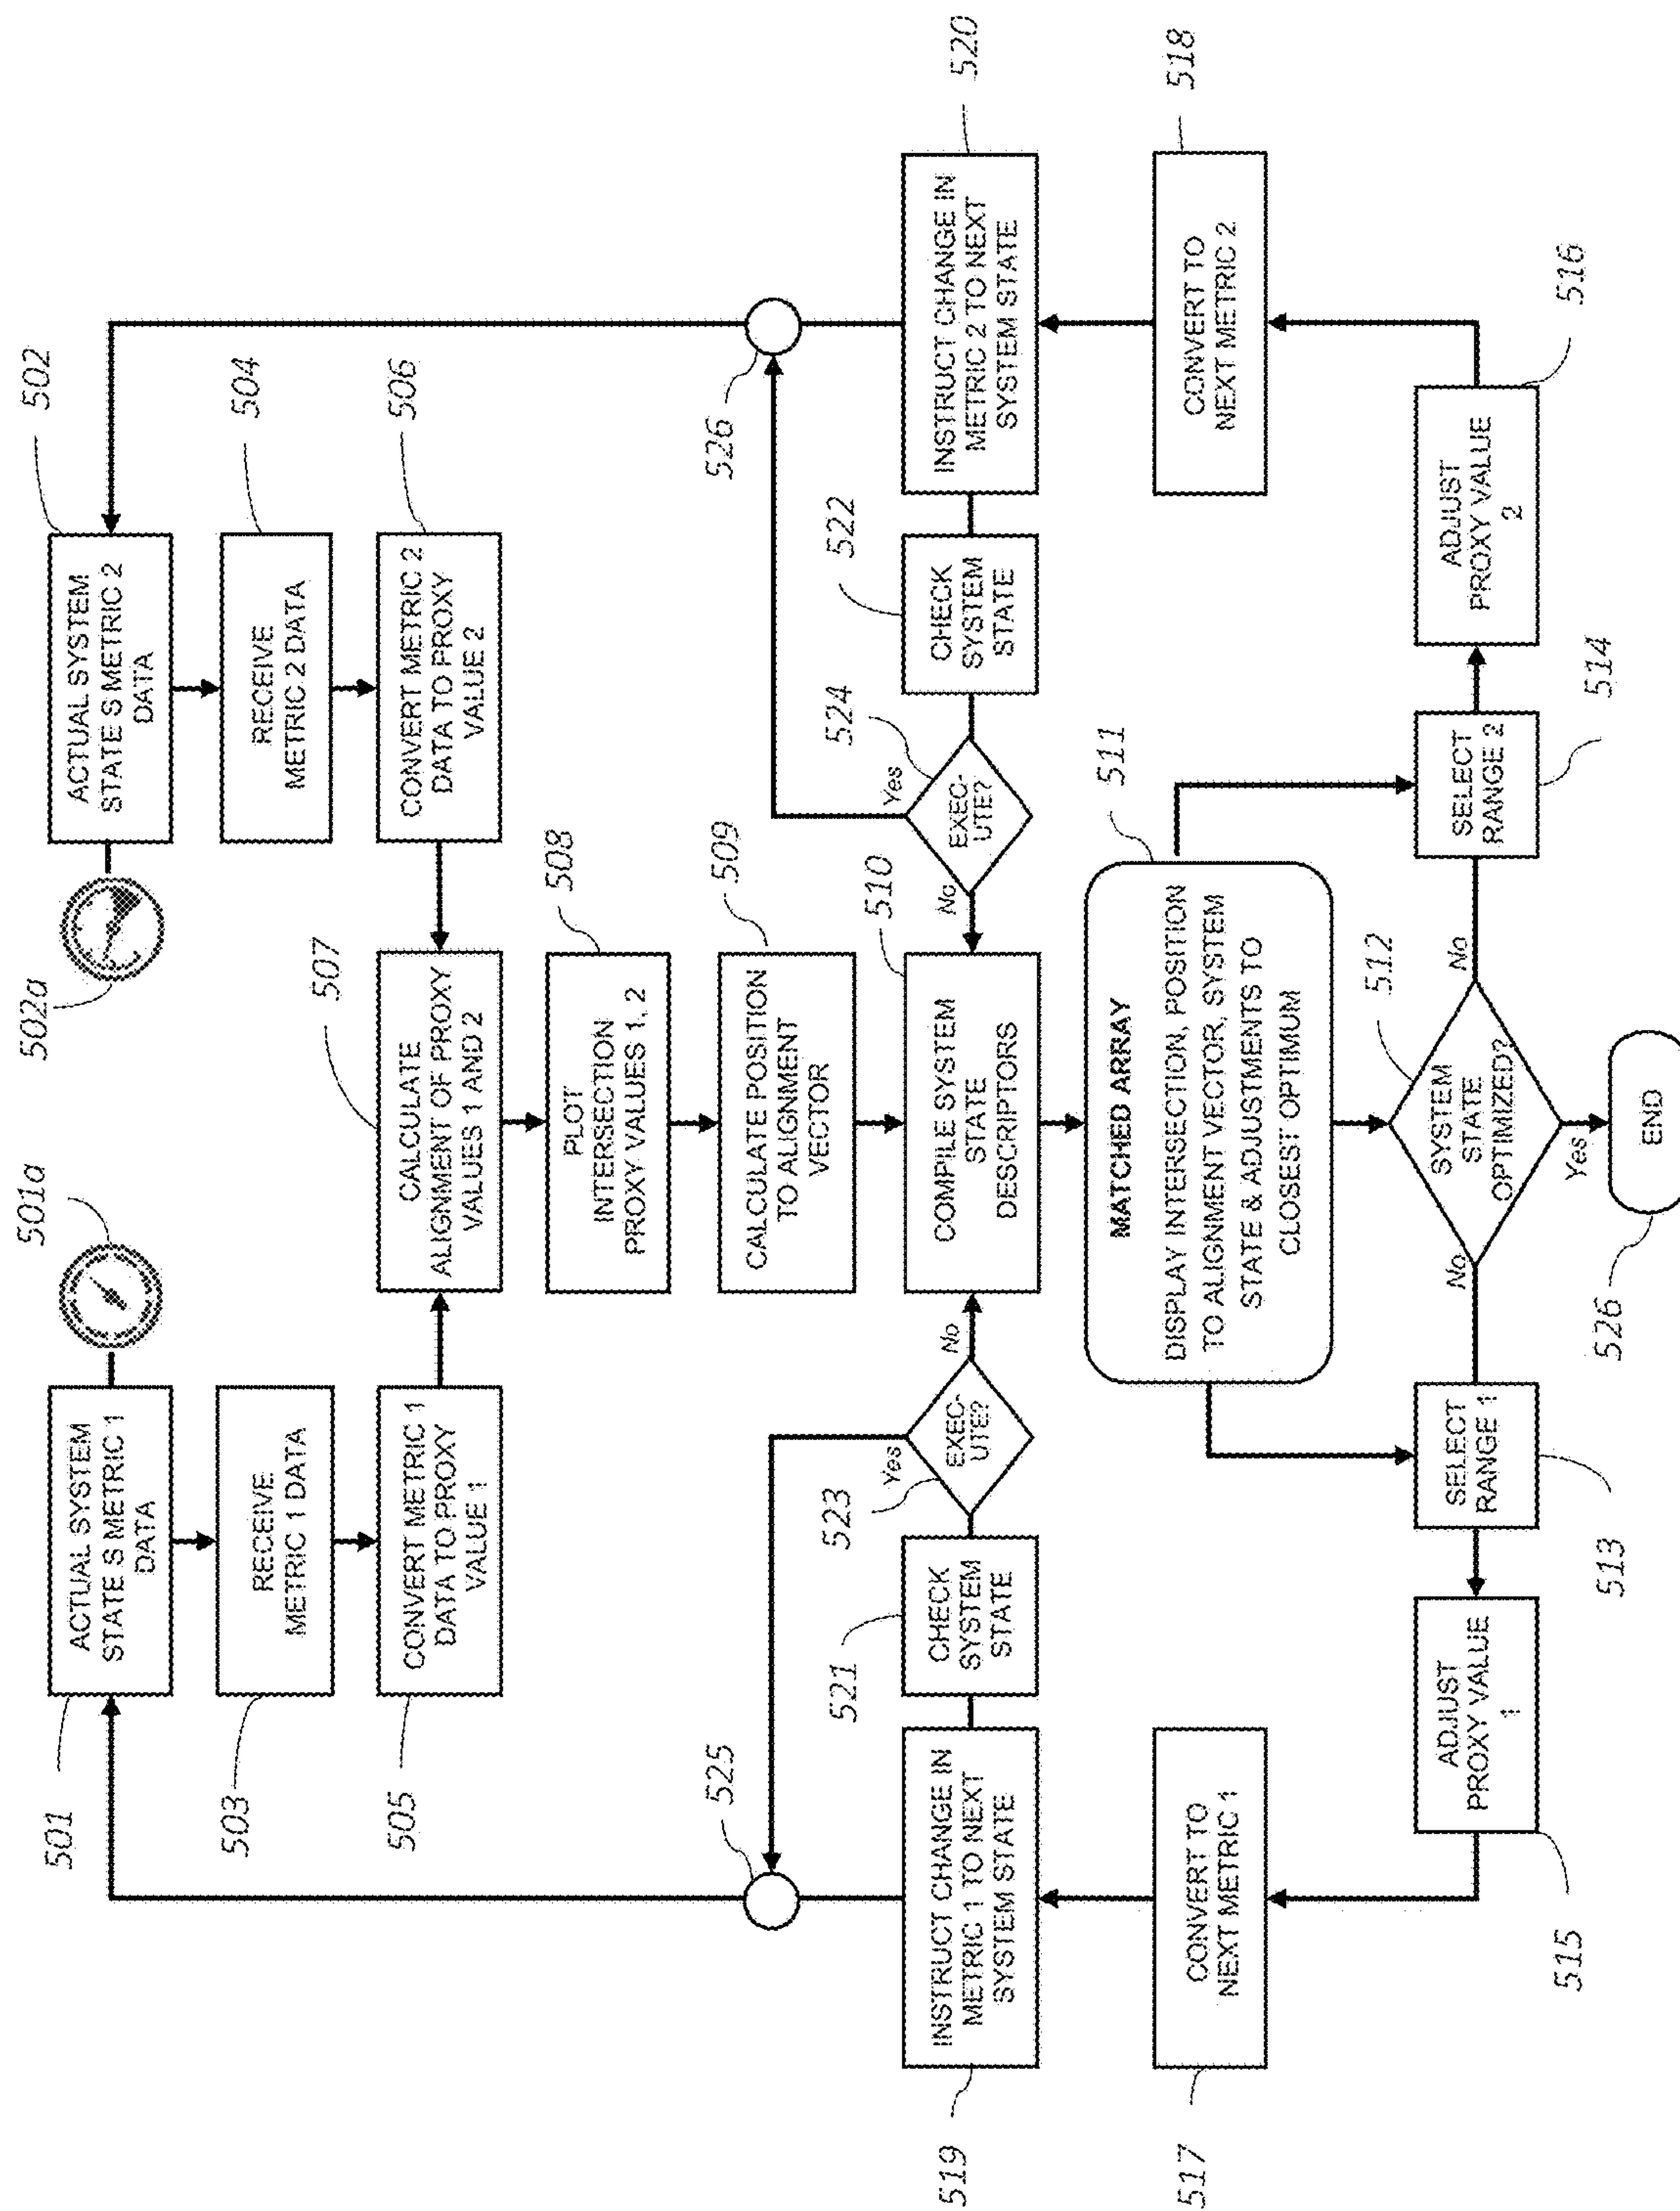 501
501a
502a
502
ACTUAL SYSTEM
STATE S METRIC 1
DATA
ACTUAL SYSTEM
STATE S METRIC 2
DATA
503
RECEIVE
METRIC 1 DATA
RECEIVE
METRIC 2 DATA
504
505
CONVERT METRIC 1
DATA TO PROXY
VALUE 1
507
CALCULATE
ALIGNMENT OF PROXY
VALUES 1 AND 2
CONVERT METRIC 2
DATA TO PROXY
VALUE 2
506
PLOT
INTERSECTION
PROXY VALUES 1, 2
508
CALCULATE POSITION
TO ALIGNMENT
VECTOR
509
525
526
519
INSTRUCT CHANGE IN
METRIC 1 TO NEXT
SYSTEM STATE
521
CHECK
SYSTEM
STATE
523
Yes
EXEC-
UTE?
No
COMPILE SYSTEM
STATE
DESCRIPTORS
510
No
Yes
EXEC-
UTE?
524
CHECK
SYSTEM
STATE
522
INSTRUCT CHANGE IN
METRIC 2 TO NEXT
SYSTEM STATE
520
517
CONVERT TO
NEXT METRIC 1
MATCHED ARRAY
DISPLAY INTERSECTION, POSITION
TO ALIGNMENT VECTOR, SYSTEM
STATE & ADJUSTMENTS TO
CLOSEST OPTIMUM
511
CONVERT TO
NEXT METRIC 2
518
515
ADJUST
PROXY VALUE
1
513
SELECT
RANGE 1
No
SYSTEM
STATE
OPTIMIZED?
512
No
SELECT
RANGE 2
514
ADJUST
PROXY VALUE
2
516
Yes
526
END